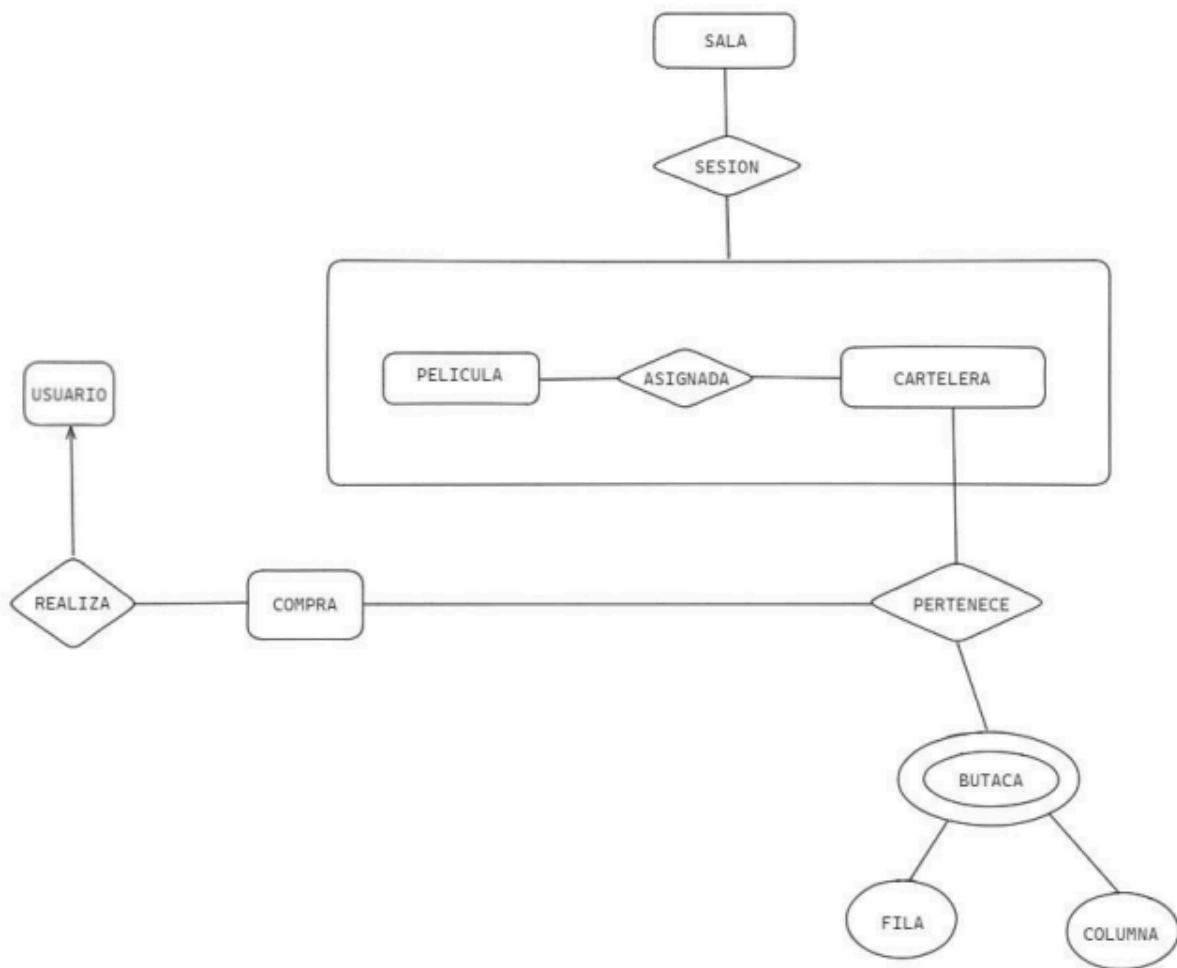 SALA
SESION
PELICULA
ASIGNADA
CARTELERA
USUARIO
REALIZA
COMPRA
PERTENECE
BUTACA
FILA
COLUMNA